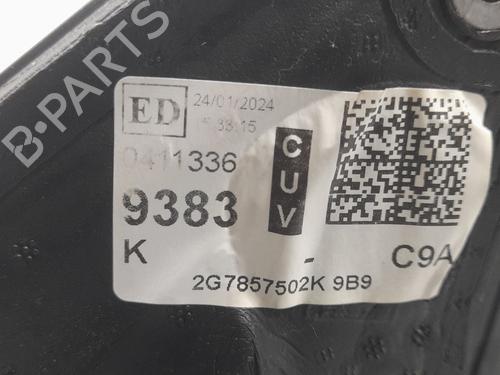 B-PARTS
ED
24/01/2024
33:15
0411336
9383
CUV
K
-
C9A
2G7857502K 9B9